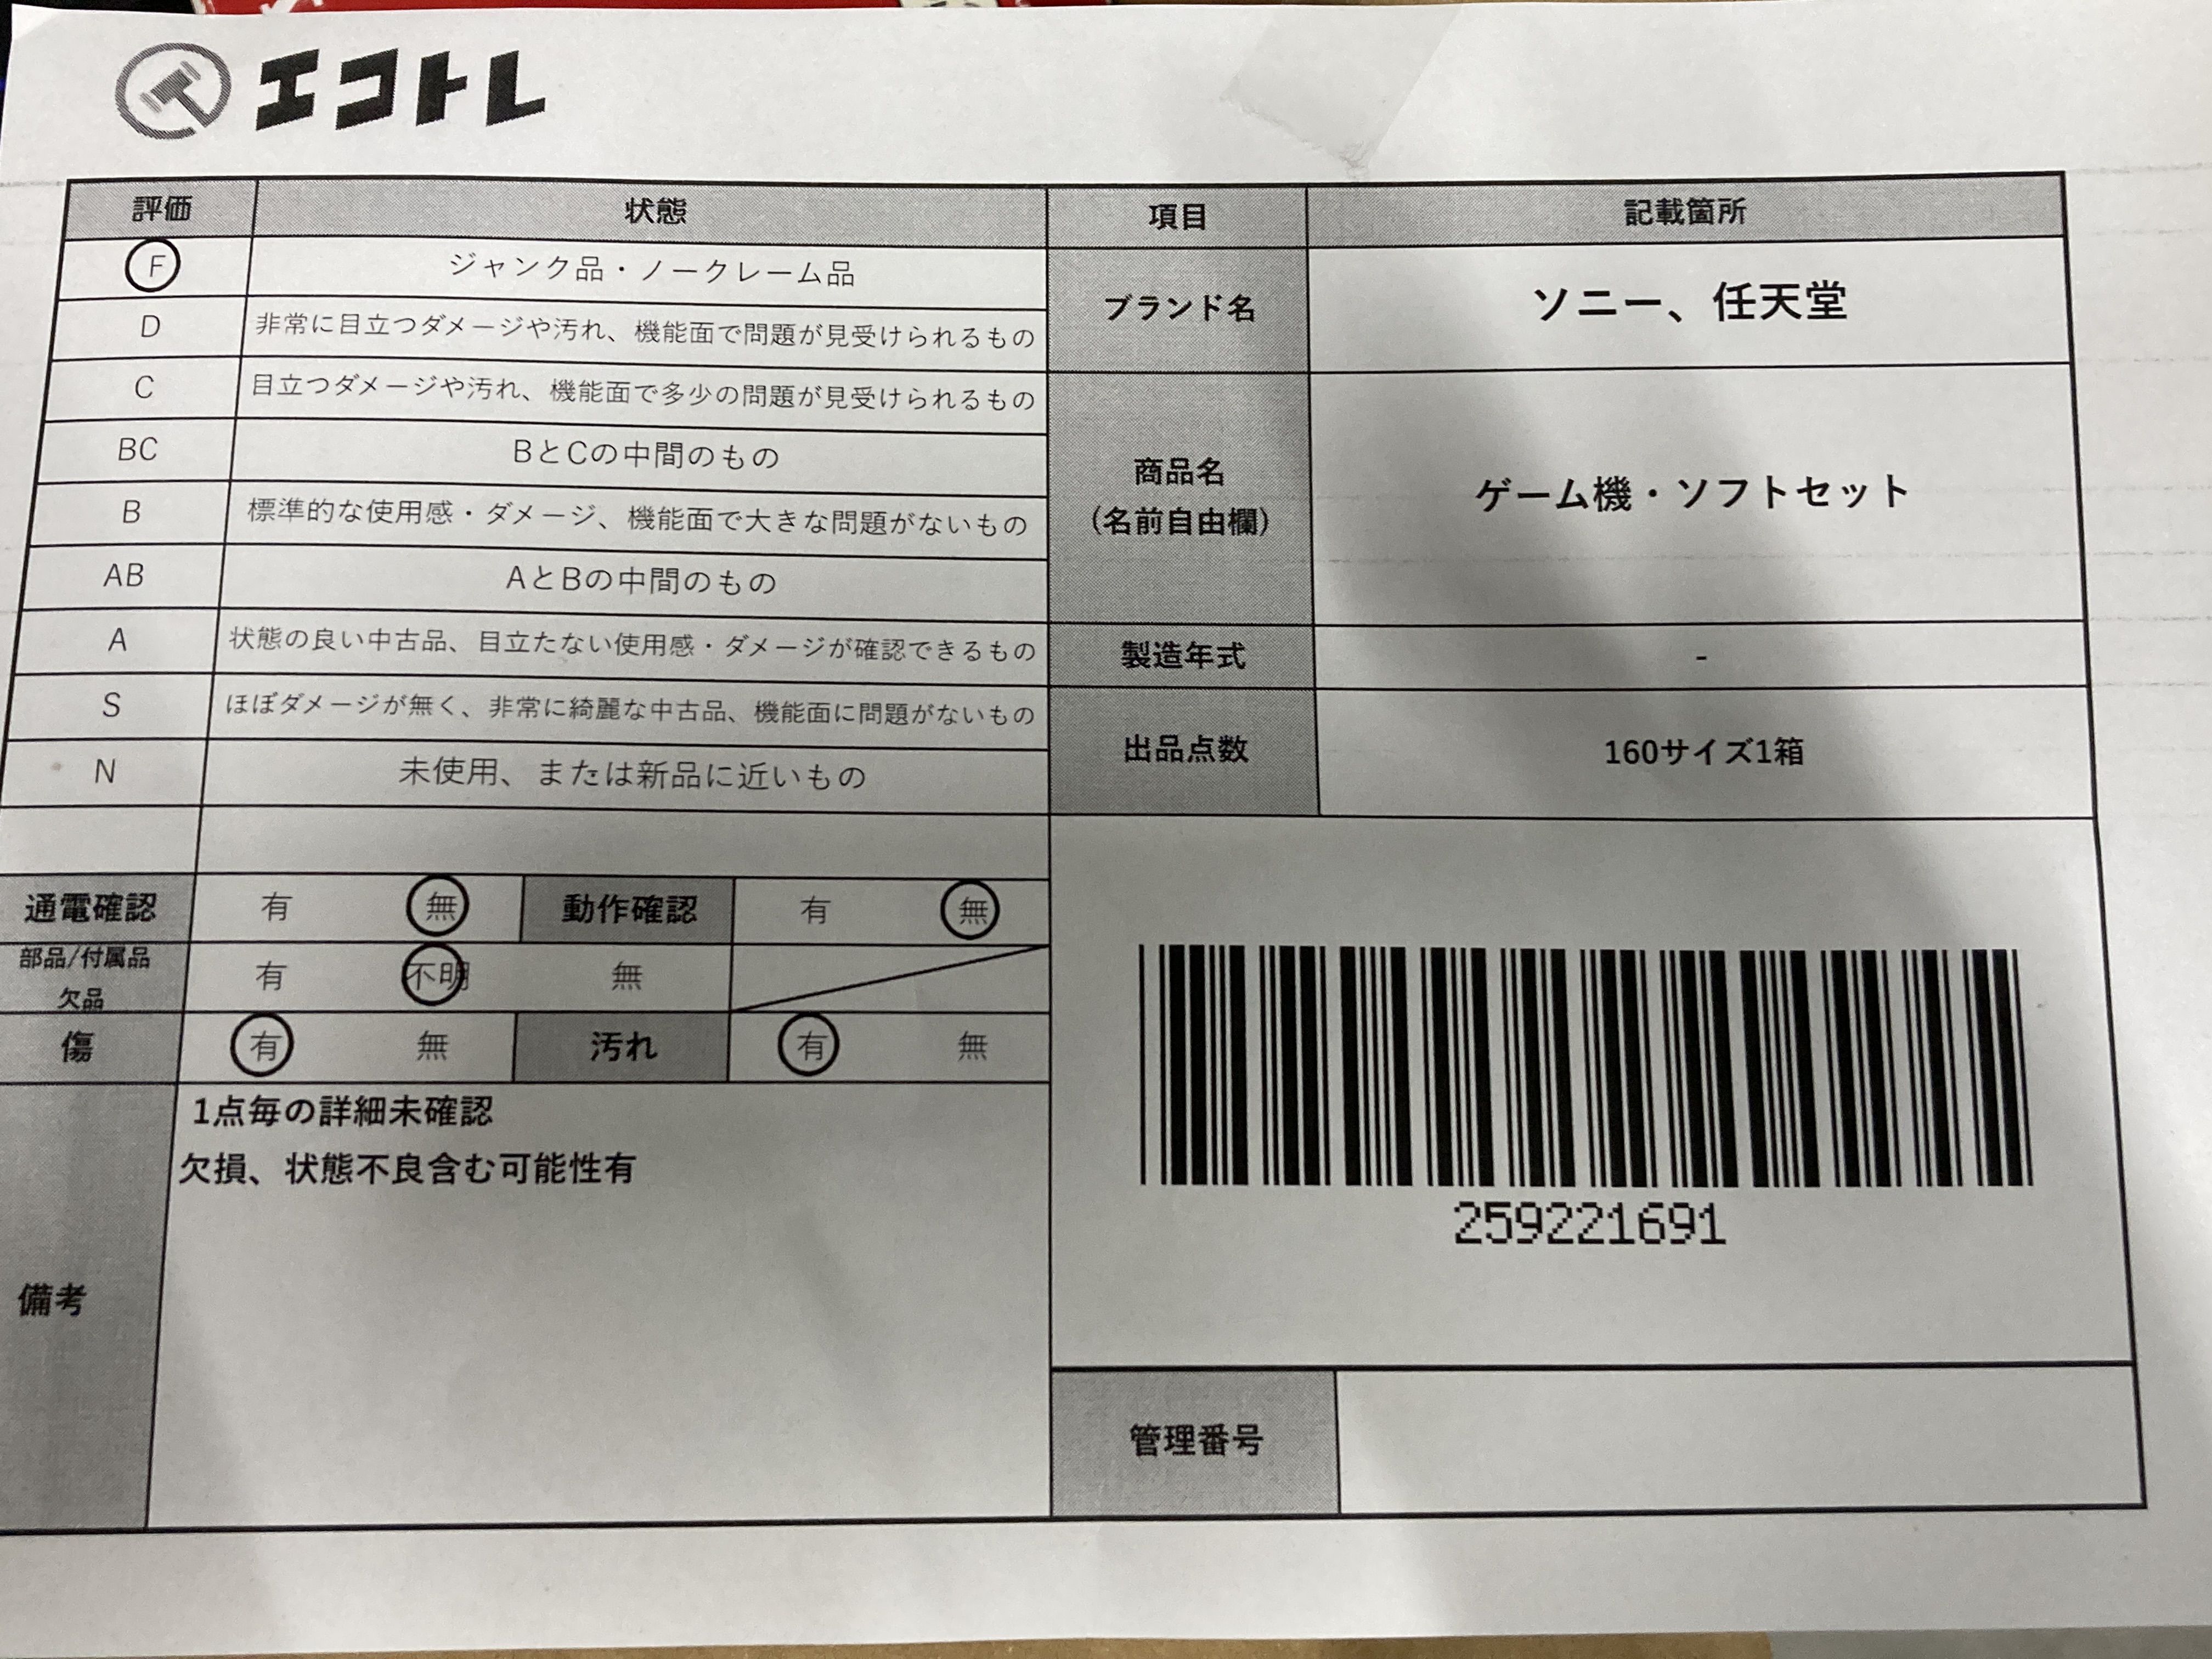 エコトレ
評価 状態
F ジャンク品・ノークレーム品
D 非常に目立つダメージや汚れ、機能面で問題が見受けられるもの
C 目立つダメージや汚れ、機能面で多少の問題が見受けられるもの
BC BとCの中間のもの
B 標準的な使用感・ダメージ、機能面で大きな問題がないもの
AB AとBの中間のもの
A 状態の良い中古品、目立たない使用感・ダメージが確認できるもの
S ほぼダメージが無く、非常に綺麗な中古品、機能面に問題がないもの
N 未使用、または新品に近いもの
通電確認 有 無 動作確認 有 無
部品/付属品
欠品 有 不明 無
傷 有 無 汚れ 有 無
備考
1点毎の詳細未確認
欠損、状態不良含む可能性有
項目 記載箇所
ブランド名 ソニー、任天堂
商品名
(名前自由欄) ゲーム機・ソフトセット
製造年式 -
出品点数 160サイズ1箱
259221691
管理番号